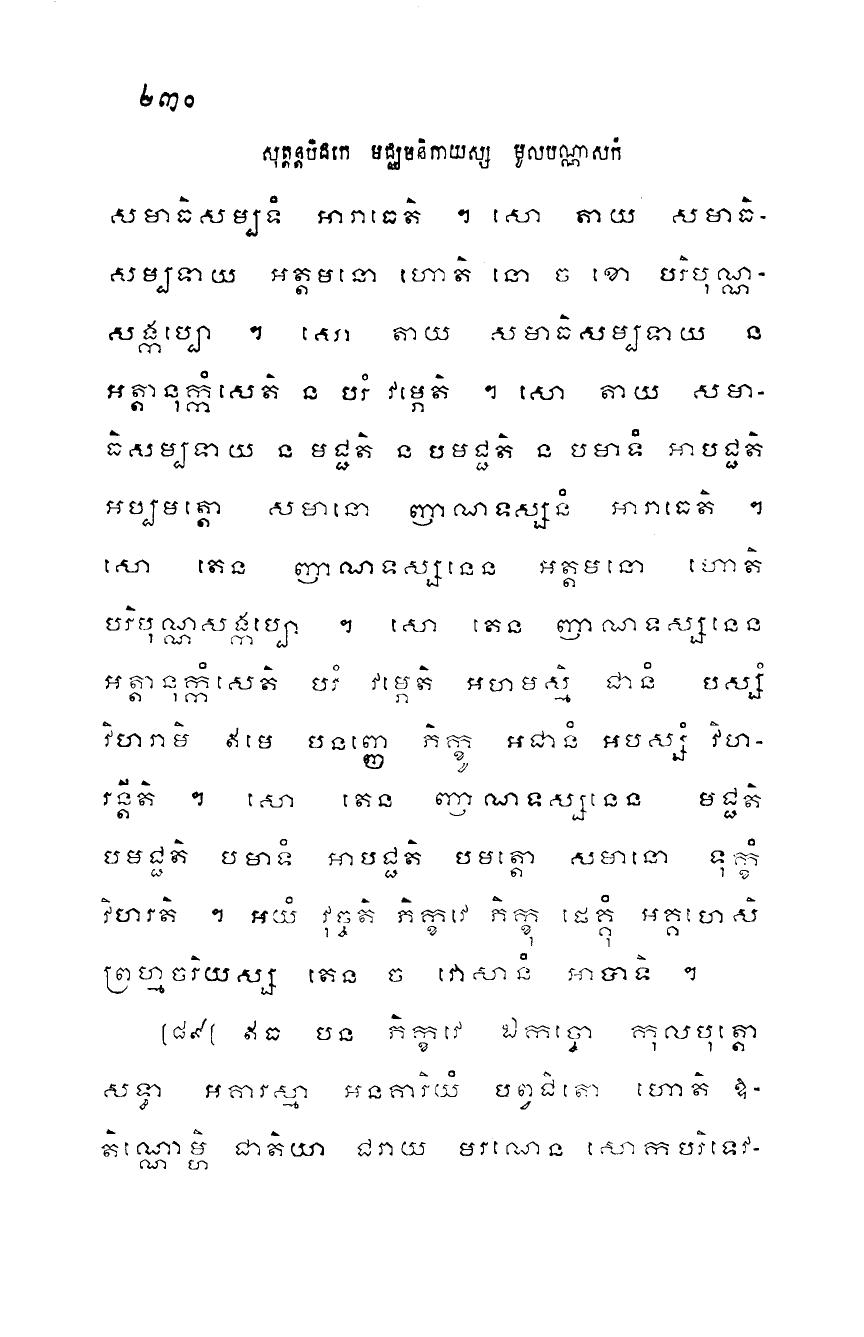 ២៣០
សុត្តន្តបិដកេ មជ្ឈមនិកាយស្ស មូលបណ្ណាសកំ
សមាធិសម្បទំ អារាធេតិ ។ សោ តាយ សមាធិ-
សម្បទាយ អត្តមនោ ហោតិ នោ ច ខោ បរិបុណ្ណ-
សង្កប្បោ ។ សោ តាយ សមាធិសម្បទាយ ន
អត្តានុក្កំសេតិ ន បរំ វម្ភេតិ ។ សោ តាយ សមា-
ធិសម្បទាយ ន មជ្ជតិ ន បមជ្ជតិ ន បមាទំ អាបជ្ជតិ
អប្បមត្តោ សមានោ ញាណទស្សនំ អារាធេតិ ។
សោ តេន ញាណទស្សនេន អត្តមនោ ហោតិ
បរិបុណ្ណសង្កប្បោ ។ សោ តេន ញាណទស្សនេន
អត្តានុក្កំសេតិ បរំ វម្ភេតិ អហមស្មិ ជានំ បស្សំ
វិហរាមិ ឥមេ បនញ្ញេ ភិក្ខូ អជានំ អបស្សំ វិហ-
រន្តីតិ ។ សោ តេន ញាណទស្សនេន មជ្ជតិ
បមជ្ជតិ បមាទំ អាបជ្ជតិ បមត្តោ សមានោ ទុក្ខំ
វិហរតិ ។ អយំ វុច្ចតិ ភិក្ខវេ ភិក្ខុ ផេគ្គុំ អគ្គហេសិ
ព្រហ្មចរិយស្ស តេន ច វោសានំ អាបាទិ ។
[៨៩] ឥធ បន ភិក្ខវេ ឯកច្ចោ កុលបុត្តោ
សទ្ធា អគារស្មា អនគារិយំ បព្វជិតោ ហោតិ ឱ-
តិណ្ណោម្ហិ ជាតិយា ជរាយ មរណេន សោកបរិទេវ-